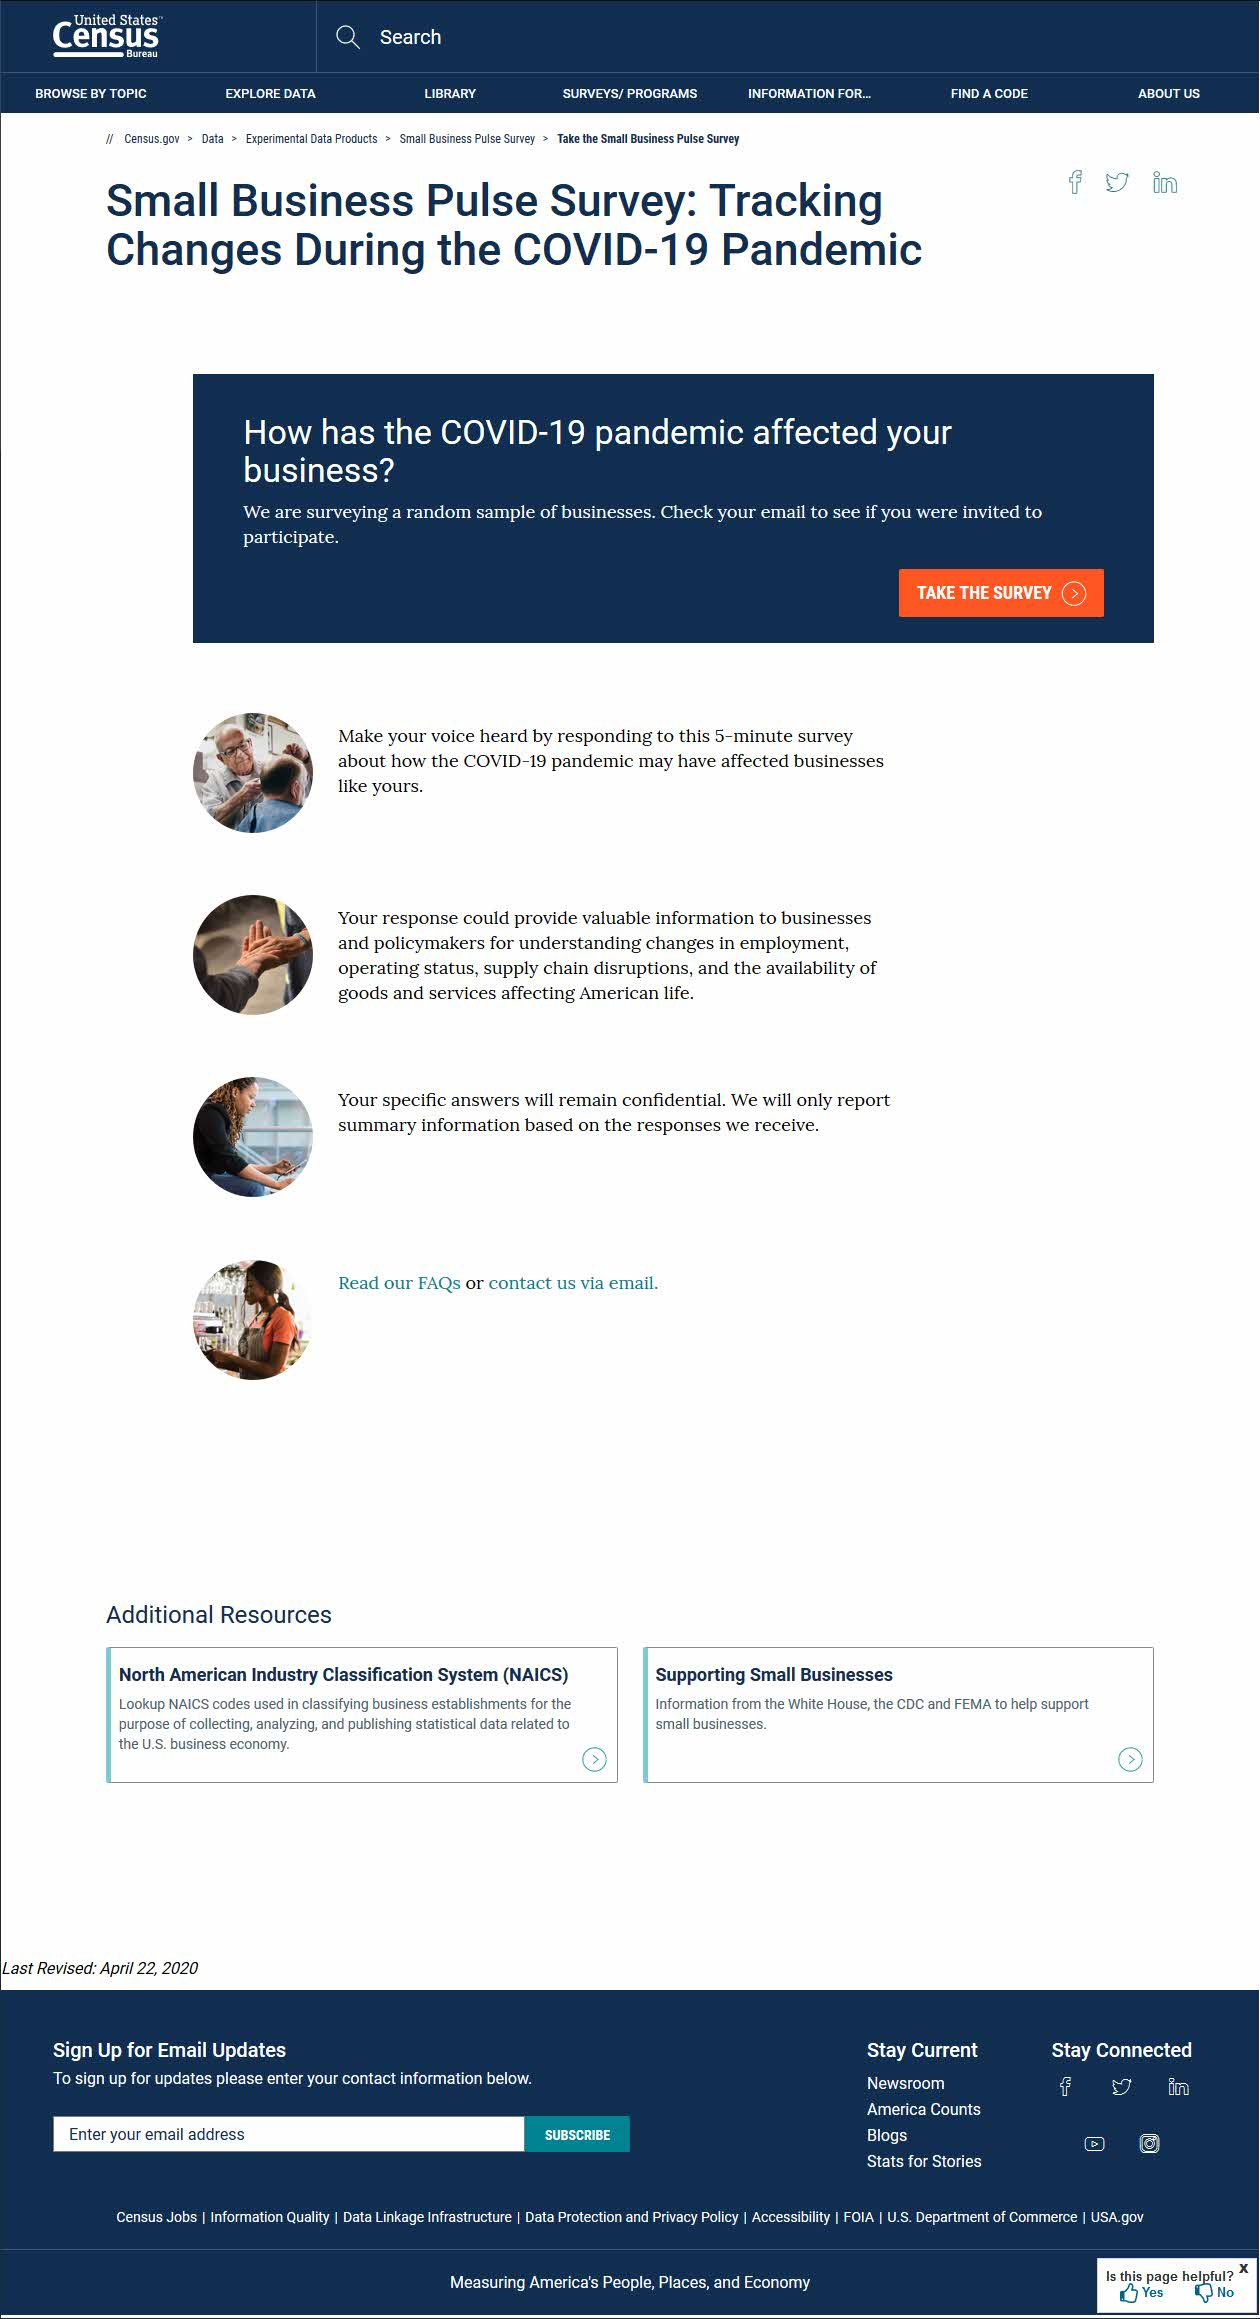 United States™
Census
Bureau
Search
BROWSE BY TOPIC
EXPLORE DATA
LIBRARY
SURVEYS/ PROGRAMS
INFORMATION FOR...
FIND A CODE
ABOUT US
// Census.gov > Data > Experimental Data Products > Small Business Pulse Survey > Take the Small Business Pulse Survey
Small Business Pulse Survey: Tracking
Changes During the COVID-19 Pandemic
How has the COVID-19 pandemic affected your
business?
We are surveying a random sample of businesses. Check your email to see if you were invited to
participate.
TAKE THE SURVEY
Make your voice heard by responding to this 5-minute survey
about how the COVID-19 pandemic may have affected businesses
like yours.
Your response could provide valuable information to businesses
and policymakers for understanding changes in employment,
operating status, supply chain disruptions, and the availability of
goods and services affecting American life.
Your specific answers will remain confidential. We will only report
summary information based on the responses we receive.
Read our FAQs or contact us via email.
Additional Resources
North American Industry Classification System (NAICS)
Lookup NAICS codes used in classifying business establishments for the
purpose of collecting, analyzing, and publishing statistical data related to
the U.S. business economy.
Supporting Small Businesses
Information from the White House, the CDC and FEMA to help support
small businesses.
Last Revised: April 22, 2020
Sign Up for Email Updates
To sign up for updates please enter your contact information below.
Enter your email address
SUBSCRIBE
Stay Current
Newsroom
America Counts
Blogs
Stats for Stories
Stay Connected
Census Jobs | Information Quality | Data Linkage Infrastructure | Data Protection and Privacy Policy | Accessibility | FOIA | U.S. Department of Commerce | USA.gov
Measuring America's People, Places, and Economy
Is this page helpful? X
Yes No